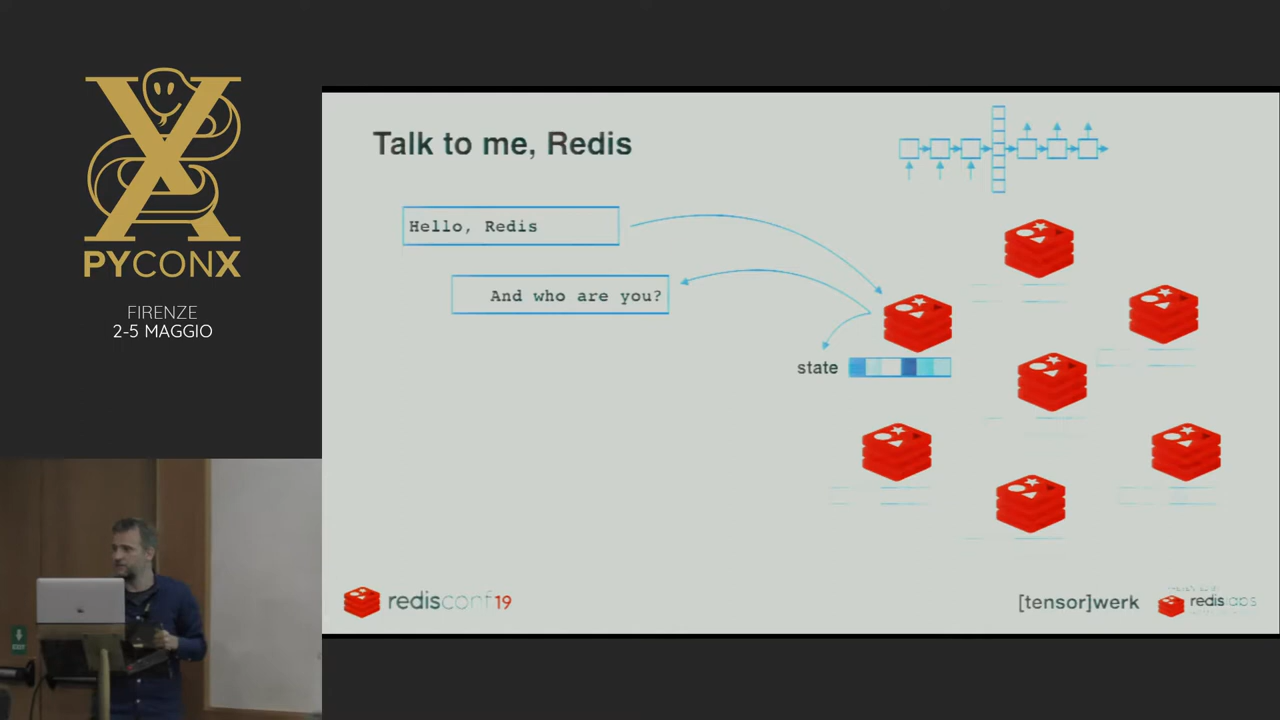 PYCONX
FIRENZE
2-5 MAGGIO
Talk to me, Redis
Hello, Redis
And who are you?
state
redisconf19
[tensor]werk
redislabs